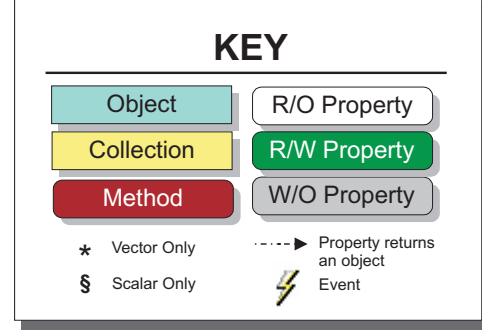 KEY
Object
R/O Property
Collection
R/W Property
Method
W/O Property
* Vector Only
Property returns
an object
§ Scalar Only
Event